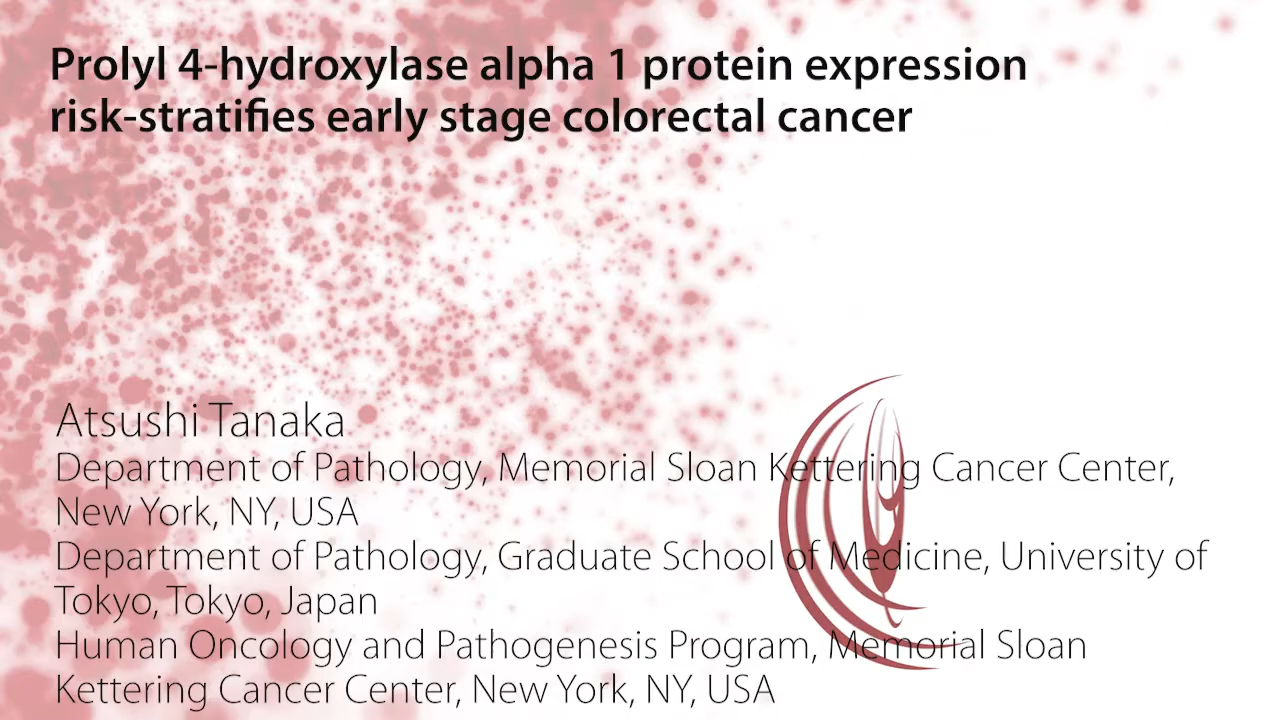 Prolyl 4-hydroxylase alpha 1 protein expression
risk-stratifies early stage colorectal cancer
Atsushi Tanaka
Department of Pathology, Memorial Sloan Kettering Cancer Center,
New York, NY, USA
Department of Pathology, Graduate School of Medicine, University of
Tokyo, Tokyo, Japan
Human Oncology and Pathogenesis Program, Memorial Sloan
Kettering Cancer Center, New York, NY, USA